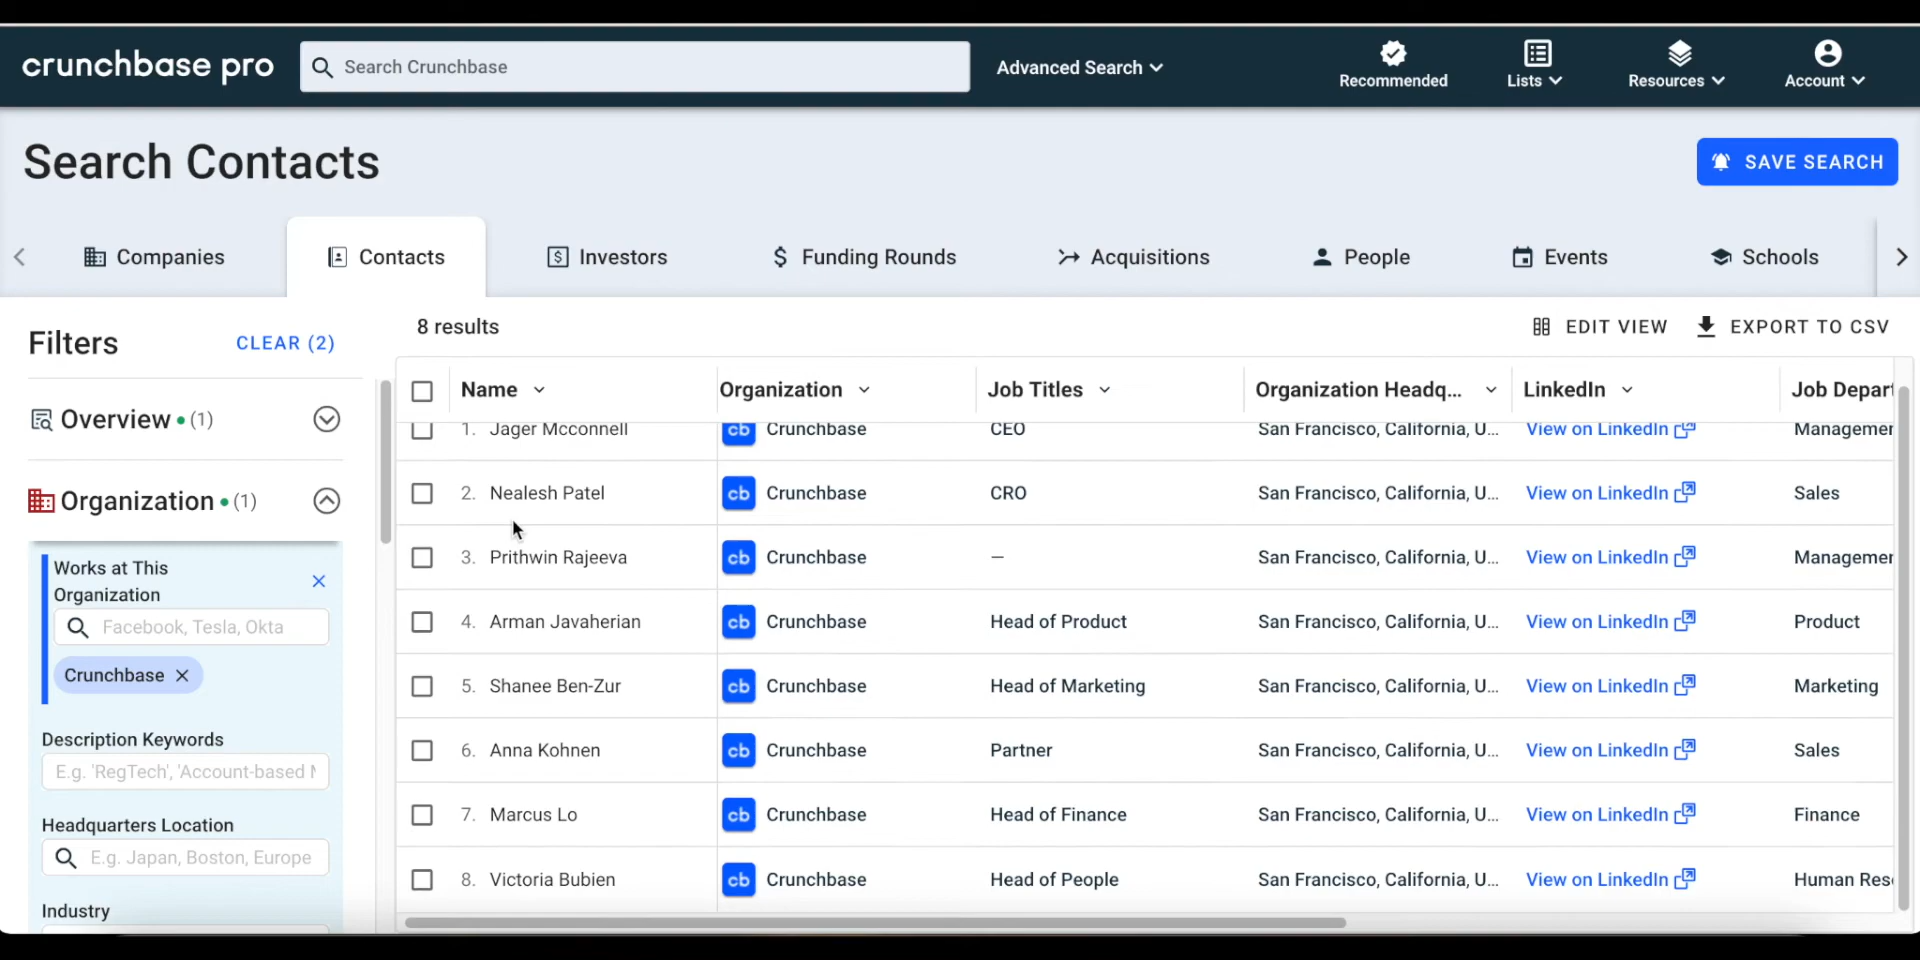 crunchbase pro
Search Crunchbase
Advanced Search
Recommended
Lists
Resources
Account
Search Contacts
SAVE SEARCH
Companies
Contacts
Investors
Funding Rounds
Acquisitions
People
Events
Schools
Filters
CLEAR (2)
8 results
EDIT VIEW
EXPORT TO CSV
Overview • (1)
Organization • (1)
Works at This
Organization
Facebook, Tesla, Okta
Crunchbase
Description Keywords
E.g. 'RegTech', 'Account-based M
Headquarters Location
E.g. Japan, Boston, Europe
Industry
Name Organization Job Titles Organization Headq... LinkedIn Job Depart
1. Jager Mcconnell cb Crunchbase CEO San Francisco, California, U... View on LinkedIn Managemen
2. Nealesh Patel cb Crunchbase CRO San Francisco, California, U... View on LinkedIn Sales
3. Prithwin Rajeeva cb Crunchbase — San Francisco, California, U... View on LinkedIn Managemen
4. Arman Javaherian cb Crunchbase Head of Product San Francisco, California, U... View on LinkedIn Product
5. Shanee Ben-Zur cb Crunchbase Head of Marketing San Francisco, California, U... View on LinkedIn Marketing
6. Anna Kohnen cb Crunchbase Partner San Francisco, California, U... View on LinkedIn Sales
7. Marcus Lo cb Crunchbase Head of Finance San Francisco, California, U... View on LinkedIn Finance
8. Victoria Bubien cb Crunchbase Head of People San Francisco, California, U... View on LinkedIn Human Res